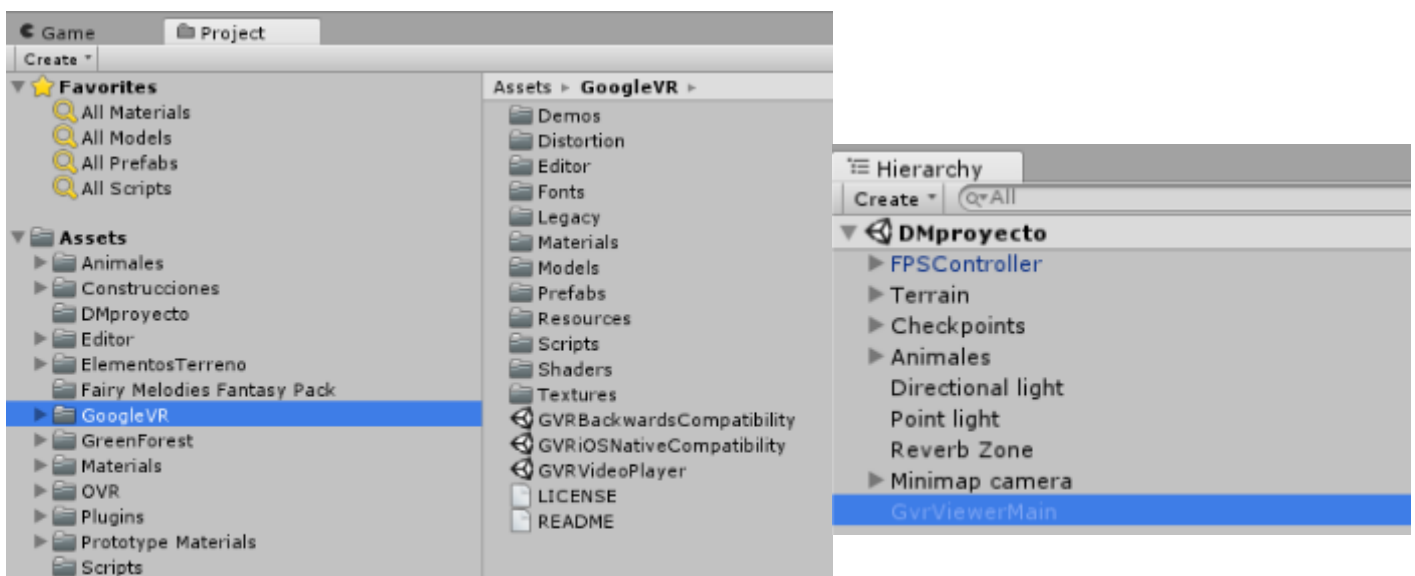 Game
Project
Create
Favorites
All Materials
All Models
All Prefabs
All Scripts
Assets
Animales
Construcciones
DMproyecto
Editor
ElementosTerreno
Fairy Melodies Fantasy Pack
GoogleVR
GreenForest
Materials
OVR
Plugins
Prototype Materials
Scripts
Assets GoogleVR
Demos
Distortion
Editor
Fonts
Legacy
Materials
Models
Prefabs
Resources
Scripts
Shaders
Textures
GVRBackwardsCompatibility
GVRiOSNativeCompatibility
GVRVideoPlayer
LICENSE
README
Hierarchy
Create All
DMproyecto
FPSController
Terrain
Checkpoints
Animales
Directional light
Point light
Reverb Zone
Minimap camera
GvrViewerMain